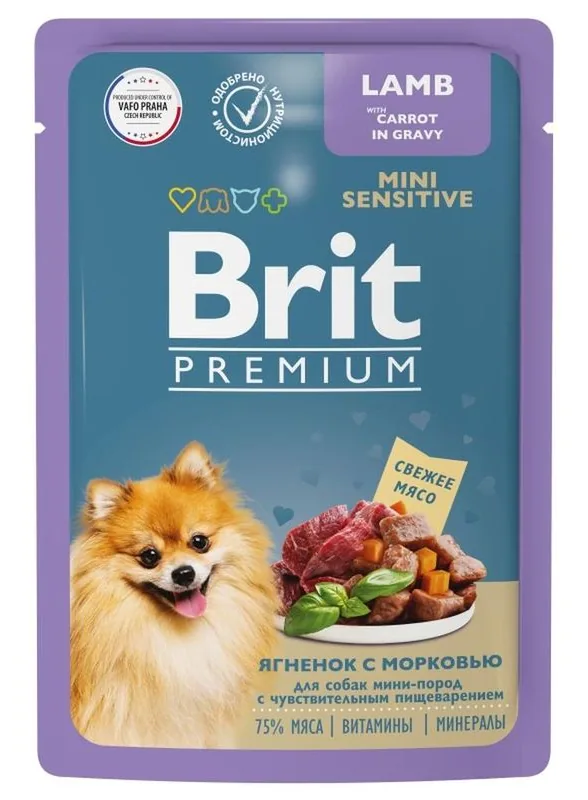 PRODUCED UNDER CONTROL OF
VAFO PRAHA
CZECH REPUBLIC
ОДОБРЕНО НУТРИЦИОНИСТОМ
LAMB
WITH CARROT
IN GRAVY
MINI
SENSITIVE
Brit
PREMIUM
СВЕЖЕЕ
МЯСО
ЯГНЕНОК С МОРКОВЬЮ
для собак мини-пород
с чувствительным пищеварением
75% МЯСА | ВИТАМИНЫ | МИНЕРАЛЫ